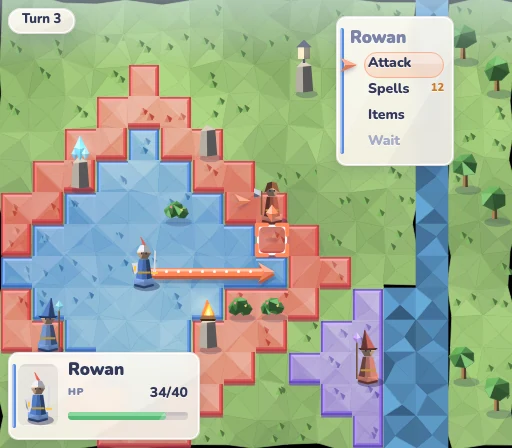 Turn 3
Rowan
Attack
Spells 12
Items
Wait
Rowan
HP 34/40